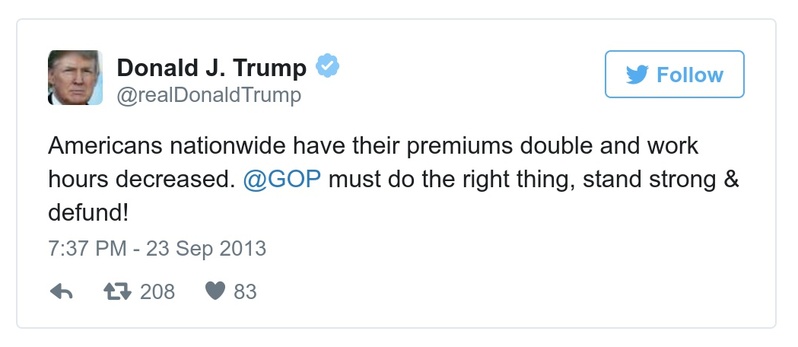 Donald J. Trump
@realDonaldTrump
Follow
Americans nationwide have their premiums double and work
hours decreased. @GOP must do the right thing, stand strong &
defund!
7:37 PM - 23 Sep 2013
208 83